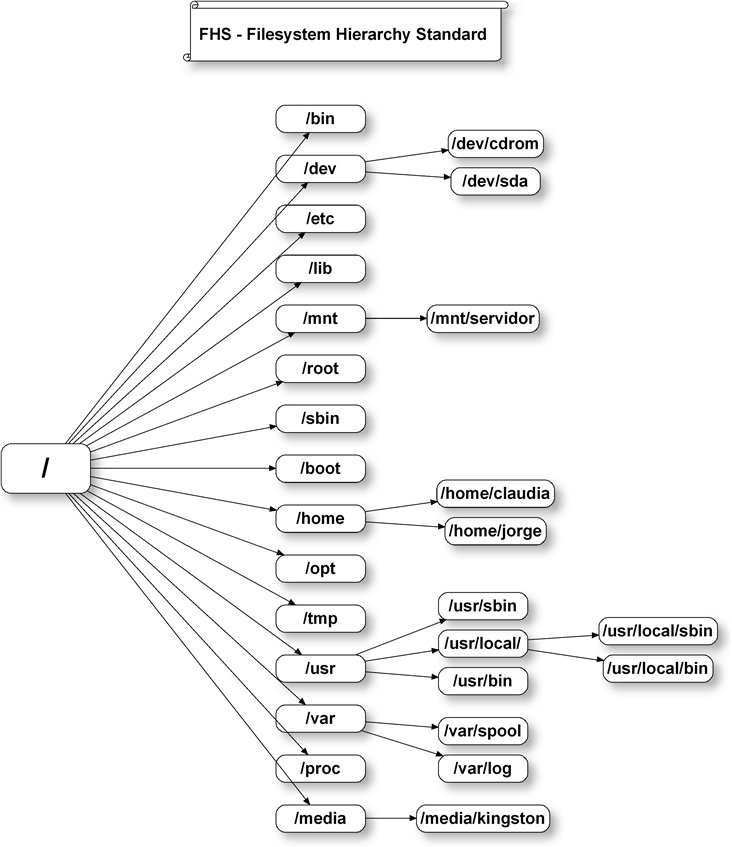 FHS - Filesystem Hierarchy Standard
/bin
/dev/cdrom
/dev
/dev/sda
/etc
/lib
/mnt
/mnt/servidor
/root
/sbin
/
/boot
/home/claudia
/home
/home/jorge
/opt
/usr/sbin
/tmp
/usr/local/sbin
/usr/local/
/usr
/usr/local/bin
/usr/bin
/var
/var/spool
/proc
/var/log
/media
/media/kingston